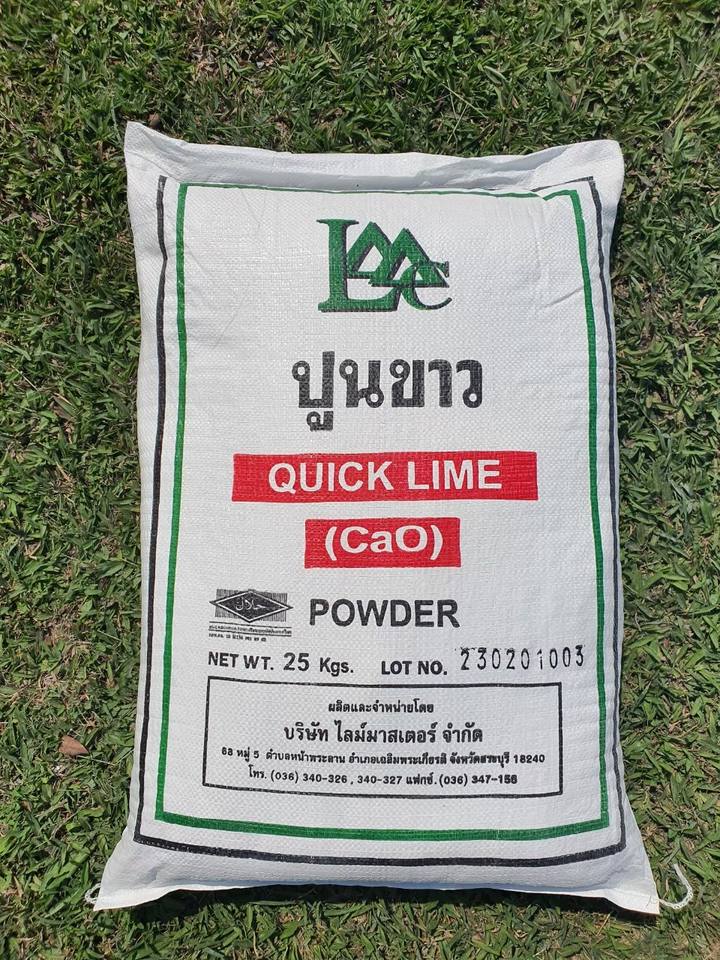 LMMC
ปูนขาว
QUICK LIME
(CaO)
حلال
POWDER
NET WT. 25 Kgs. LOT NO. 230201003
ผลิตและจำหน่ายโดย
บริษัท ไลม์มาสเตอร์ จำกัด
68 หมู่ 5 ตำบลหน้าพระลาน อำเภอเฉลิมพระเกียรติ จังหวัดสระบุรี 18240
โทร. (036) 340-326 , 340-327 แฟกซ์. (036) 347-156